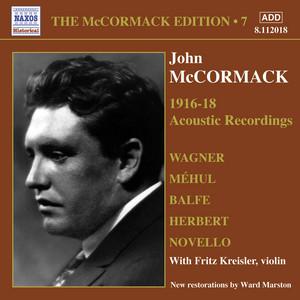 NAXOS
Historical
THE McCORMACK EDITION • 7
ADD
8.112018
John
McCORMACK
1916-18
Acoustic Recordings
WAGNER
MÉHUL
BALFE
HERBERT
NOVELLO
With Fritz Kreisler, violin
New restorations by Ward Marston